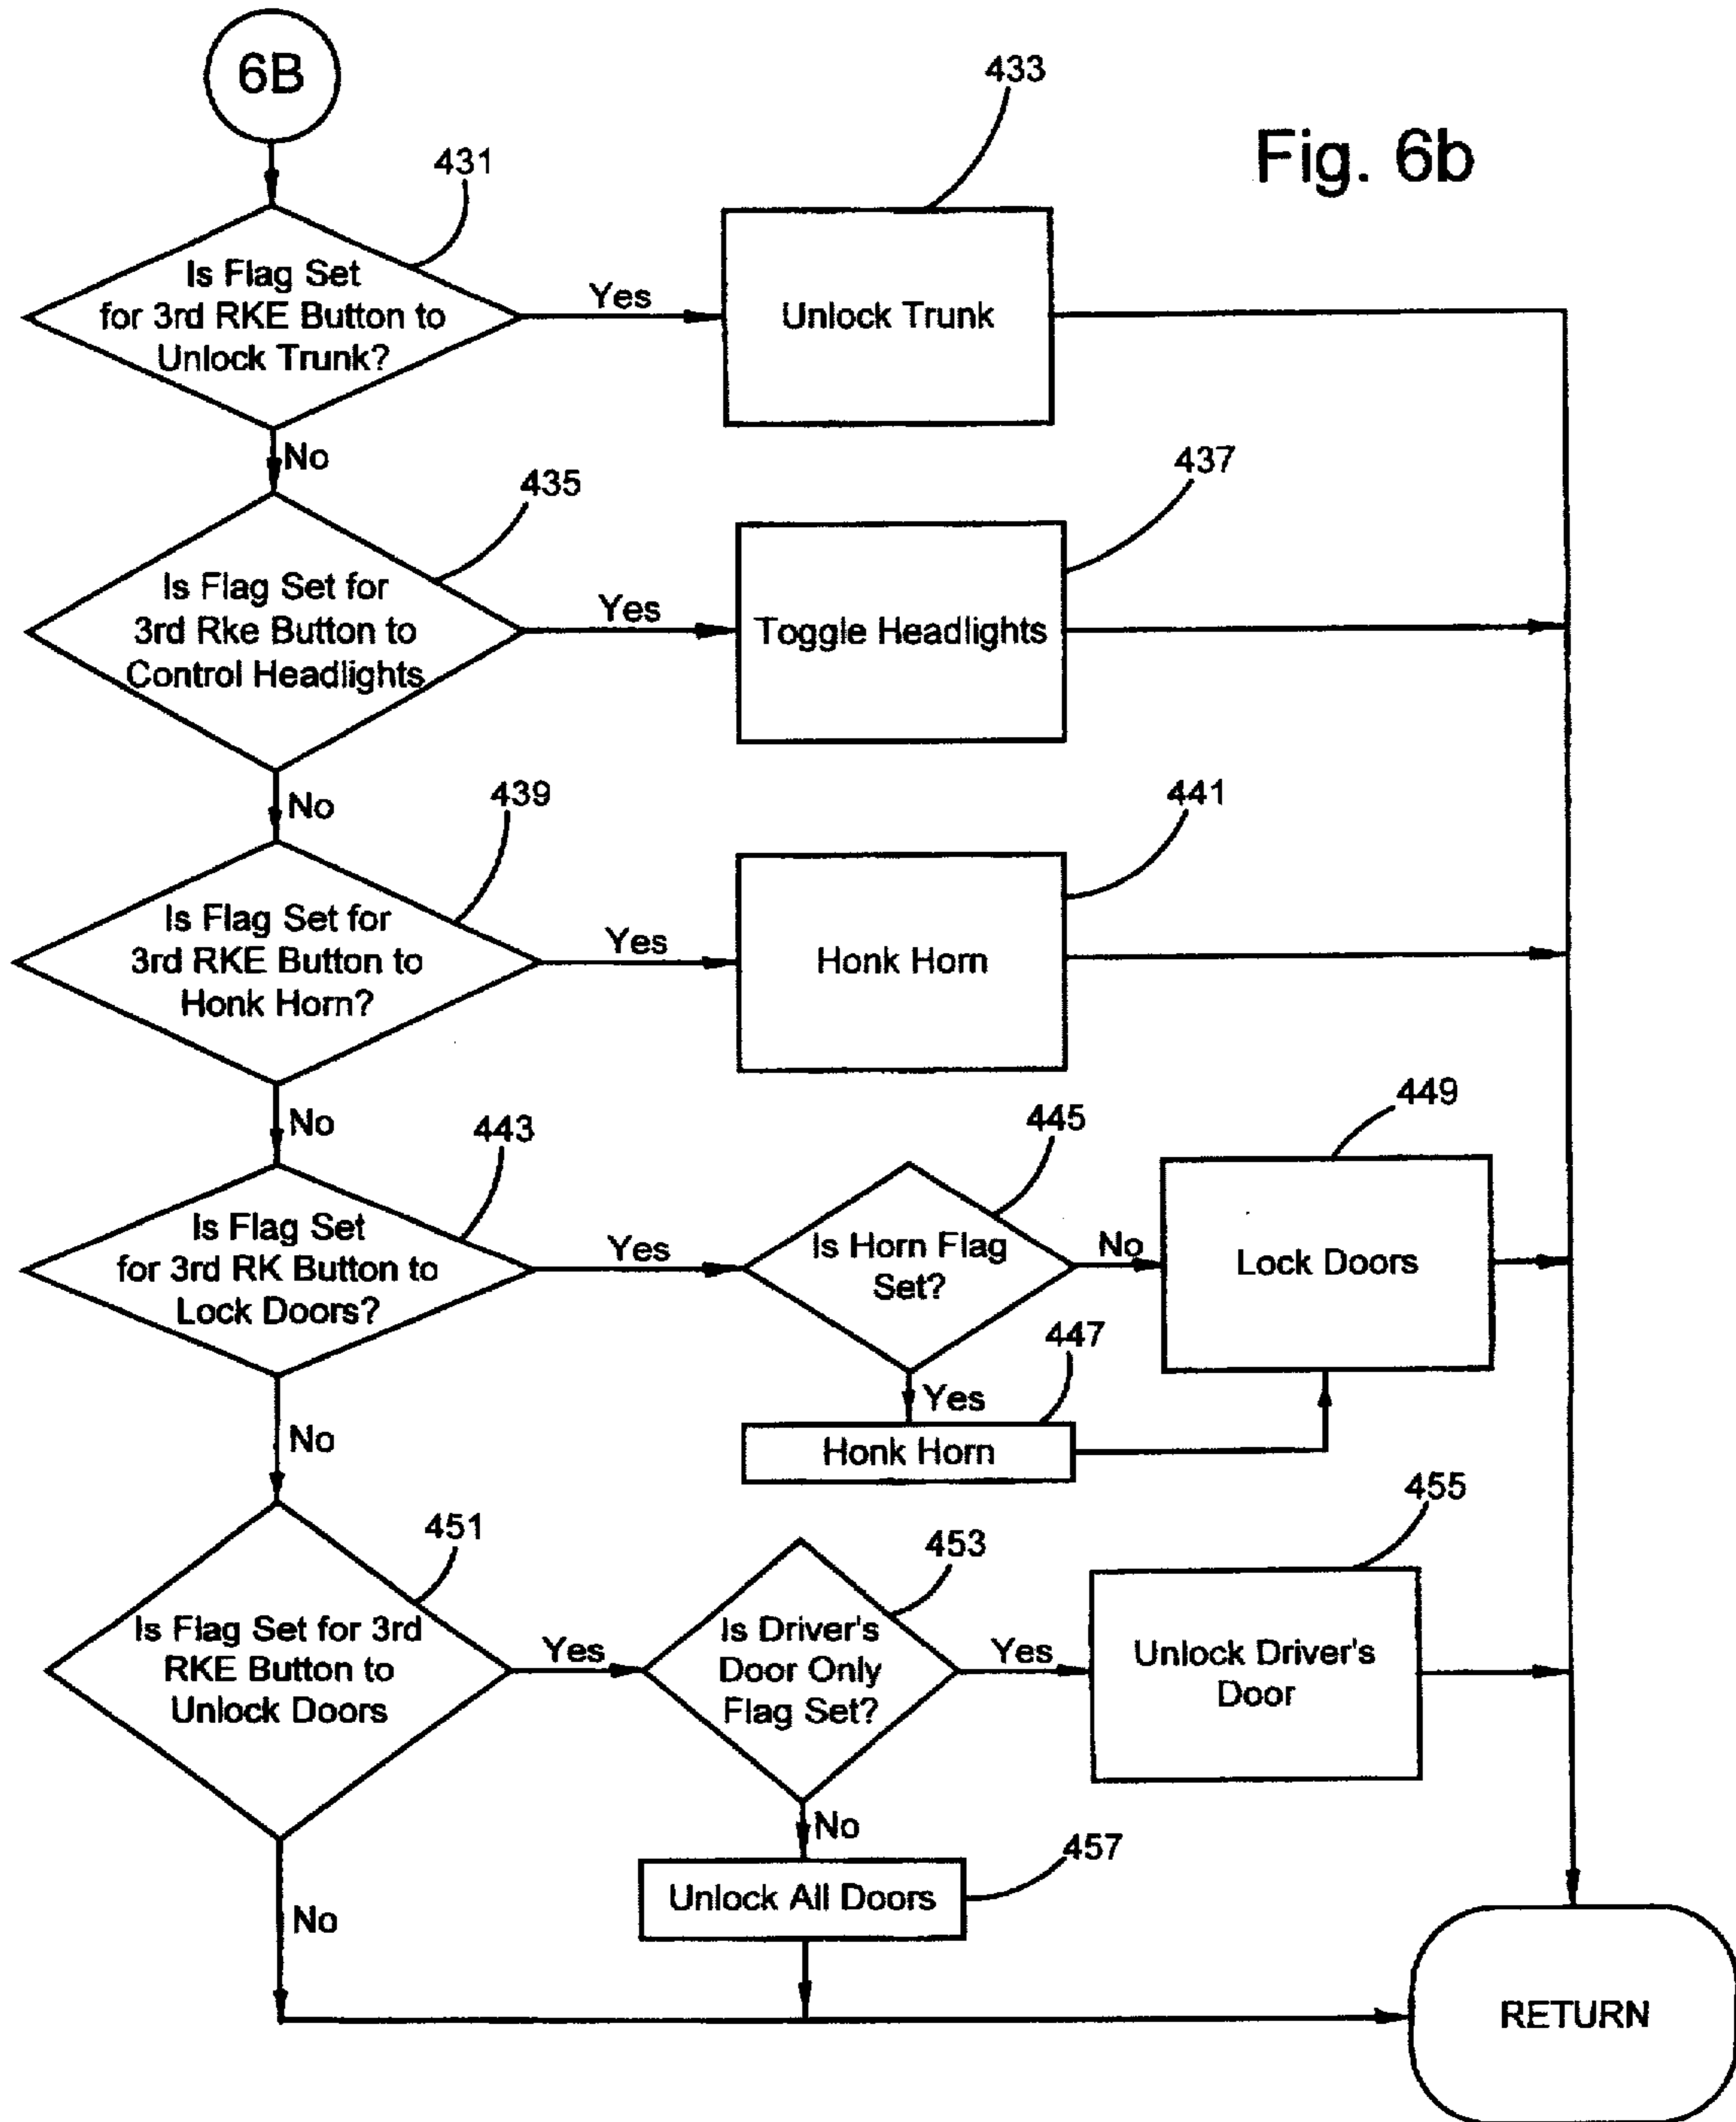 6B
Fig. 6b
431
433
Is Flag Set
for 3rd RKE Button to
Unlock Trunk?
Yes
Unlock Trunk
No
435
437
Is Flag Set for
3rd Rke Button to
Control Headlights
Yes
Toggle Headlights
No
439
441
Is Flag Set for
3rd RKE Button to
Honk Horn?
Yes
Honk Horn
No
443
445
449
Is Flag Set
for 3rd RK Button to
Lock Doors?
Yes
Is Horn Flag
Set?
No
Lock Doors
Yes
447
Honk Horn
No
451
453
455
Is Flag Set for 3rd
RKE Button to
Unlock Doors
Yes
Is Driver's
Door Only
Flag Set?
Yes
Unlock Driver's
Door
No
457
Unlock All Doors
No
RETURN